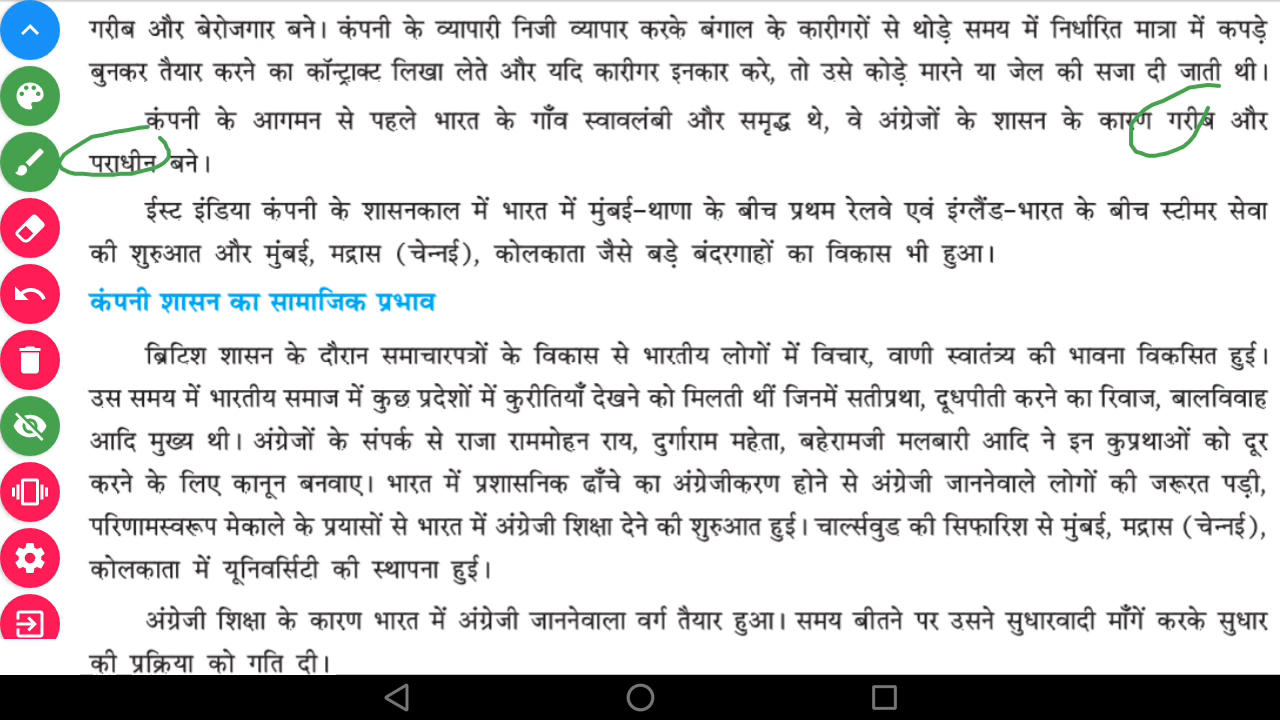 गरीब और बेरोजगार बने। कंपनी के व्यापारी निजी व्यापार करके बंगाल के कारीगरों से थोड़े समय में निर्धारित मात्रा में कपड़े
बुनकर तैयार करने का कॉन्ट्राक्ट लिखा लेते और यदि कारीगर इनकार करे, तो उसे कोड़े मारने या जेल की सजा दी जाती थी।
कंपनी के आगमन से पहले भारत के गाँव स्वावलंबी और समृद्ध थे, वे अंग्रेजों के शासन के कारण गरीब और
पराधीन बने।
ईस्ट इंडिया कंपनी के शासनकाल में भारत में मुंबई-थाणा के बीच प्रथम रेलवे एवं इंग्लैंड-भारत के बीच स्टीमर सेवा
की शुरुआत और मुंबई, मद्रास (चेन्नई), कोलकाता जैसे बड़े बंदरगाहों का विकास भी हुआ।
कंपनी शासन का सामाजिक प्रभाव
ब्रिटिश शासन के दौरान समाचारपत्रों के विकास से भारतीय लोगों में विचार, वाणी स्वातंत्र्य की भावना विकसित हुई।
उस समय में भारतीय समाज में कुछ प्रदेशों में कुरीतियाँ देखने को मिलती थीं जिनमें सतीप्रथा, दूधपीती करने का रिवाज, बालविवाह
आदि मुख्य थी। अंग्रेजों के संपर्क से राजा राममोहन राय, दुर्गाराम महेता, बहेरामजी मलबारी आदि ने इन कुप्रथाओं को दूर
करने के लिए कानून बनवाए। भारत में प्रशासनिक ढाँचे का अंग्रेजीकरण होने से अंग्रेजी जाननेवाले लोगों की जरूरत पड़ी,
परिणामस्वरूप मेकाले के प्रयासों से भारत में अंग्रेजी शिक्षा देने की शुरुआत हुई। चार्ल्सवुड की सिफारिश से मुंबई, मद्रास (चेन्नई),
कोलकाता में यूनिवर्सिटी की स्थापना हुई।
अंग्रेजी शिक्षा के कारण भारत में अंग्रेजी जाननेवाला वर्ग तैयार हुआ। समय बीतने पर उसने सुधारवादी माँगें करके सुधार
की प्रक्रिया को गति दी।